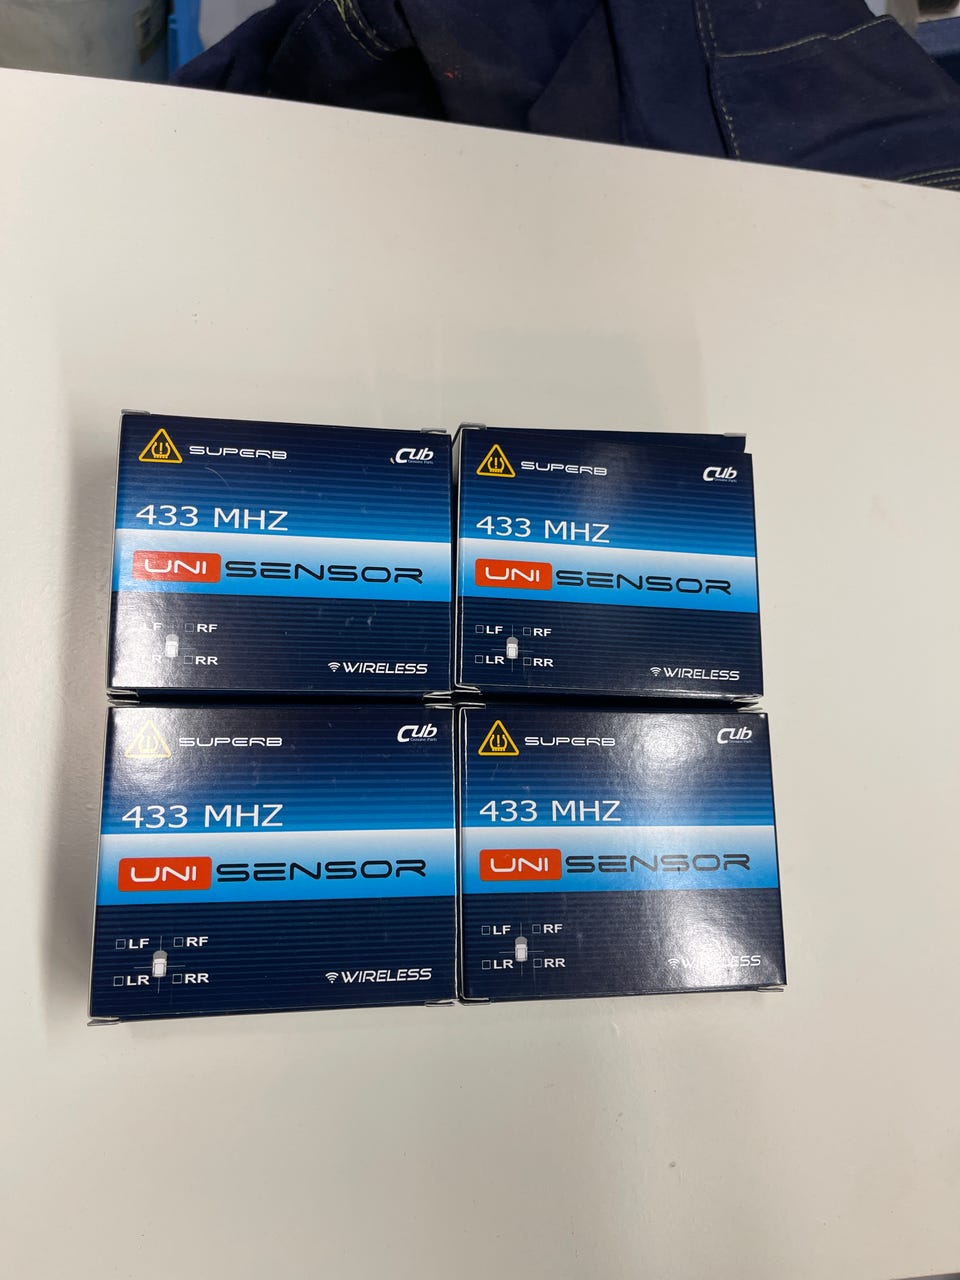 SUPERB
Cub
433 MHZ
UNI SENSOR
LF RF
LR RR
WIRELESS
SUPERB
Cub
433 MHZ
UNI SENSOR
LF RF
LR RR
WIRELESS
SUPERB
Cub
433 MHZ
UNI SENSOR
LF RF
LR RR
WIRELESS
SUPERB
Cub
433 MHZ
UNI SENSOR
LF RF
LR RR
WIRELESS